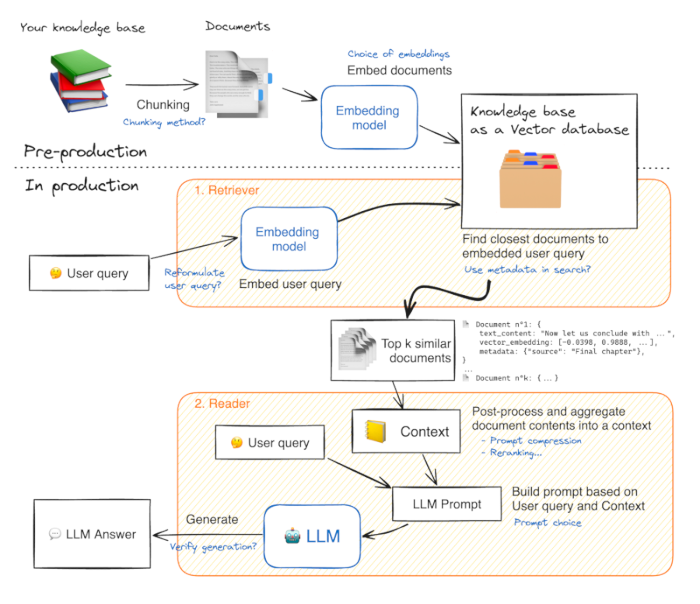 Your knowledge base
Documents
Choice of embeddings
Embed documents
Chunking
Chunking method?
Embedding
model
Knowledge base
as a Vector database
Pre-production
In production
1. Retriever
Embedding
model
User query
Reformulate
user query?
Embed user query
Find closest documents to
embedded user query
Use metadata in search?
Top k similar
documents
Document n°1: {
text_content: "Now let us conclude with ...",
vector_embedding: [-0.0398, 0.9888, ...],
metadata: {"source": "Final chapter"},
}
...
Document n°k: {...}
2. Reader
User query
Context
Post-process and aggregate
document contents into a context
- Prompt compression
- Reranking...
LLM Prompt
Build prompt based on
User query and Context
Prompt choice
LLM Answer
Generate
Verify generation?
LLM